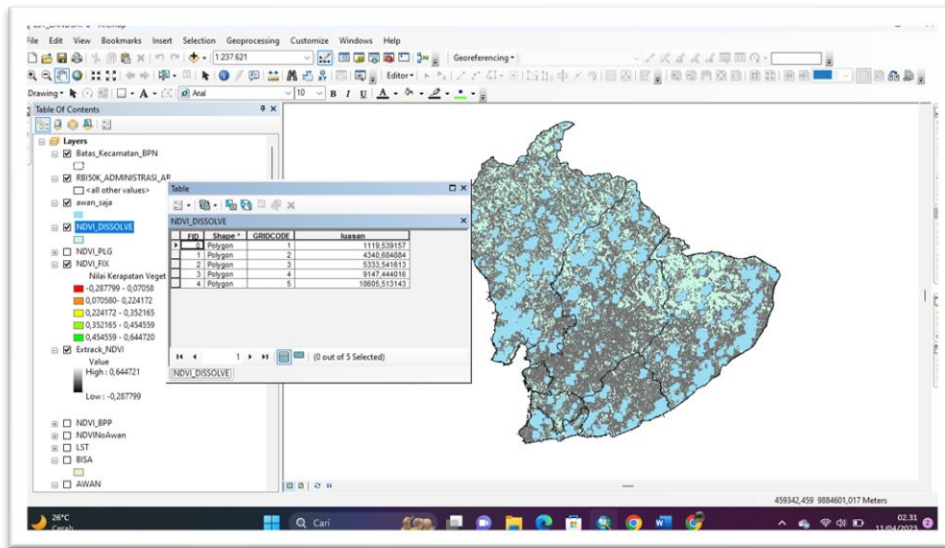 File Edit View Bookmarks Insert Selection Geoprocessing Customize Windows Help
1:237.621 Georeferencing
Editor
Drawing Arial 10 B I U A
Table Of Contents
Layers
Batas_Kecamatan_BPN
RBI50K_ADMINISTRASI_AR
<all other values>
awan_saja
NDVI_DISSOLVE
NDVI_PLG
NDVI_FIX
Nilai Kerapatan Veget
-0,287799 - 0,07058
0,070580- 0,224172
0,224172 - 0,352165
0,352165 - 0,454559
0,454559 - 0,644720
Extrack_NDVI
Value
High : 0,644721
Low : -0,287799
NDVI_BPP
NDVINoAwan
LST
BISA
AWAN
Table
NDVI_DISSOLVE
FID Shape * GRIDCODE luasan
0 Polygon 1 1119,539157
1 Polygon 2 4340,684884
2 Polygon 3 5333,541613
3 Polygon 4 9147,444016
4 Polygon 5 18605,513143
1 (0 out of 5 Selected)
NDVI_DISSOLVE
459342,459 9884601,017 Meters
26°C
Cerah
Cari
02.31
11/04/2023